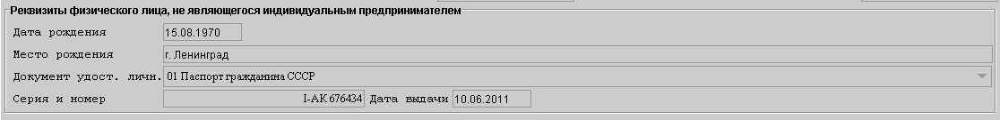 Реквизиты физического лица, не являющегося индивидуальным предпринимателем
Дата рождения 15.08.1970
Место рождения г. Ленинград
Документ удост. личн. 01 Паспорт гражданина СССР
Серия и номер I-АК 676434 Дата выдачи 10.06.2011